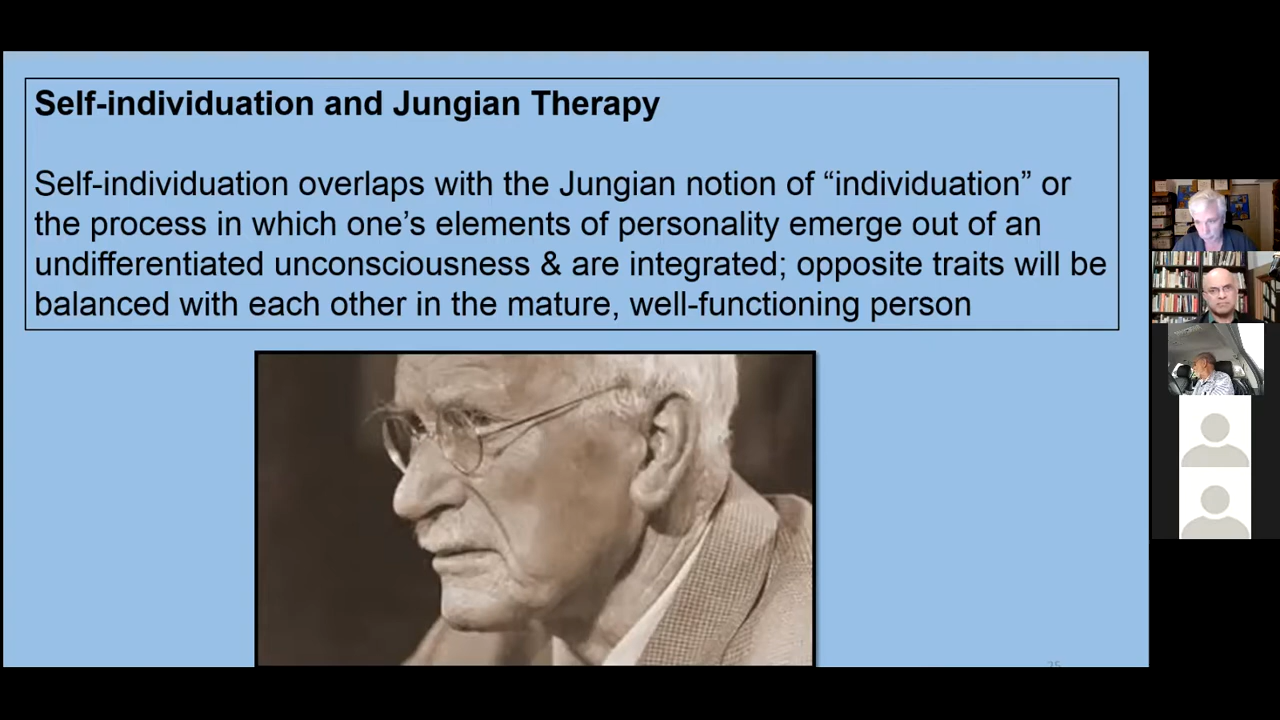 Self-individuation and Jungian Therapy
Self-individuation overlaps with the Jungian notion of “individuation” or
the process in which one’s elements of personality emerge out of an
undifferentiated unconsciousness & are integrated; opposite traits will be
balanced with each other in the mature, well-functioning person
25